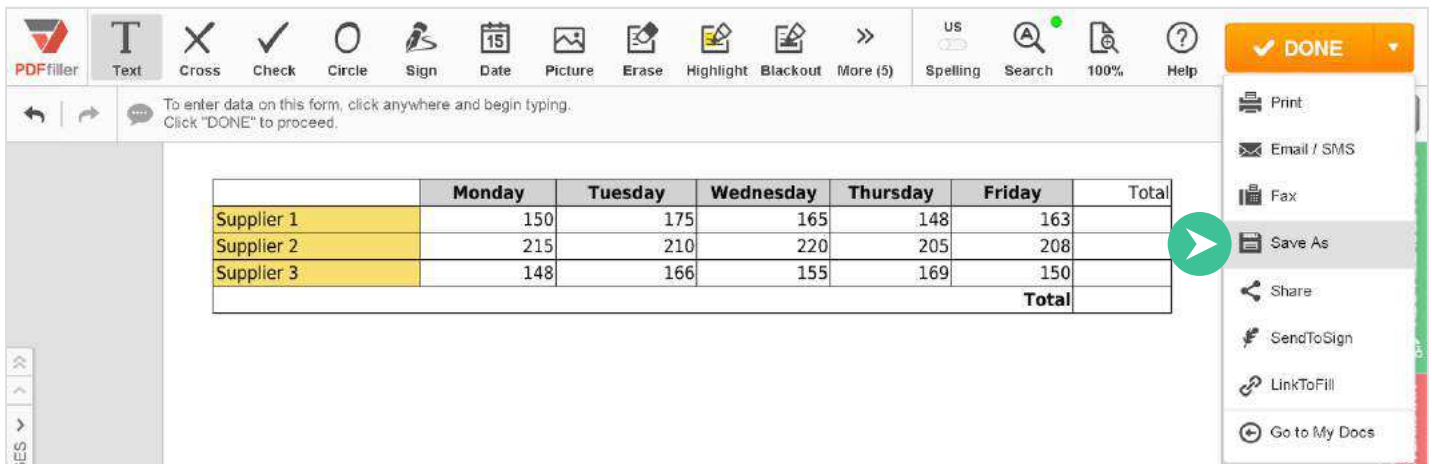 PDFfiller Text Cross Check Circle Sign Date Picture Erase Highlight Blackout More (5) Spelling Search 100% Help
15
US
A
DONE
To enter data on this form, click anywhere and begin typing.
Click "DONE" to proceed.
Monday Tuesday Wednesday Thursday Friday Total
Supplier 1 150 175 165 148 163
Supplier 2 215 210 220 205 208
Supplier 3 148 166 155 169 150
Total
Print
Email / SMS
Fax
Save As
Share
SendToSign
LinkToFill
Go to My Docs